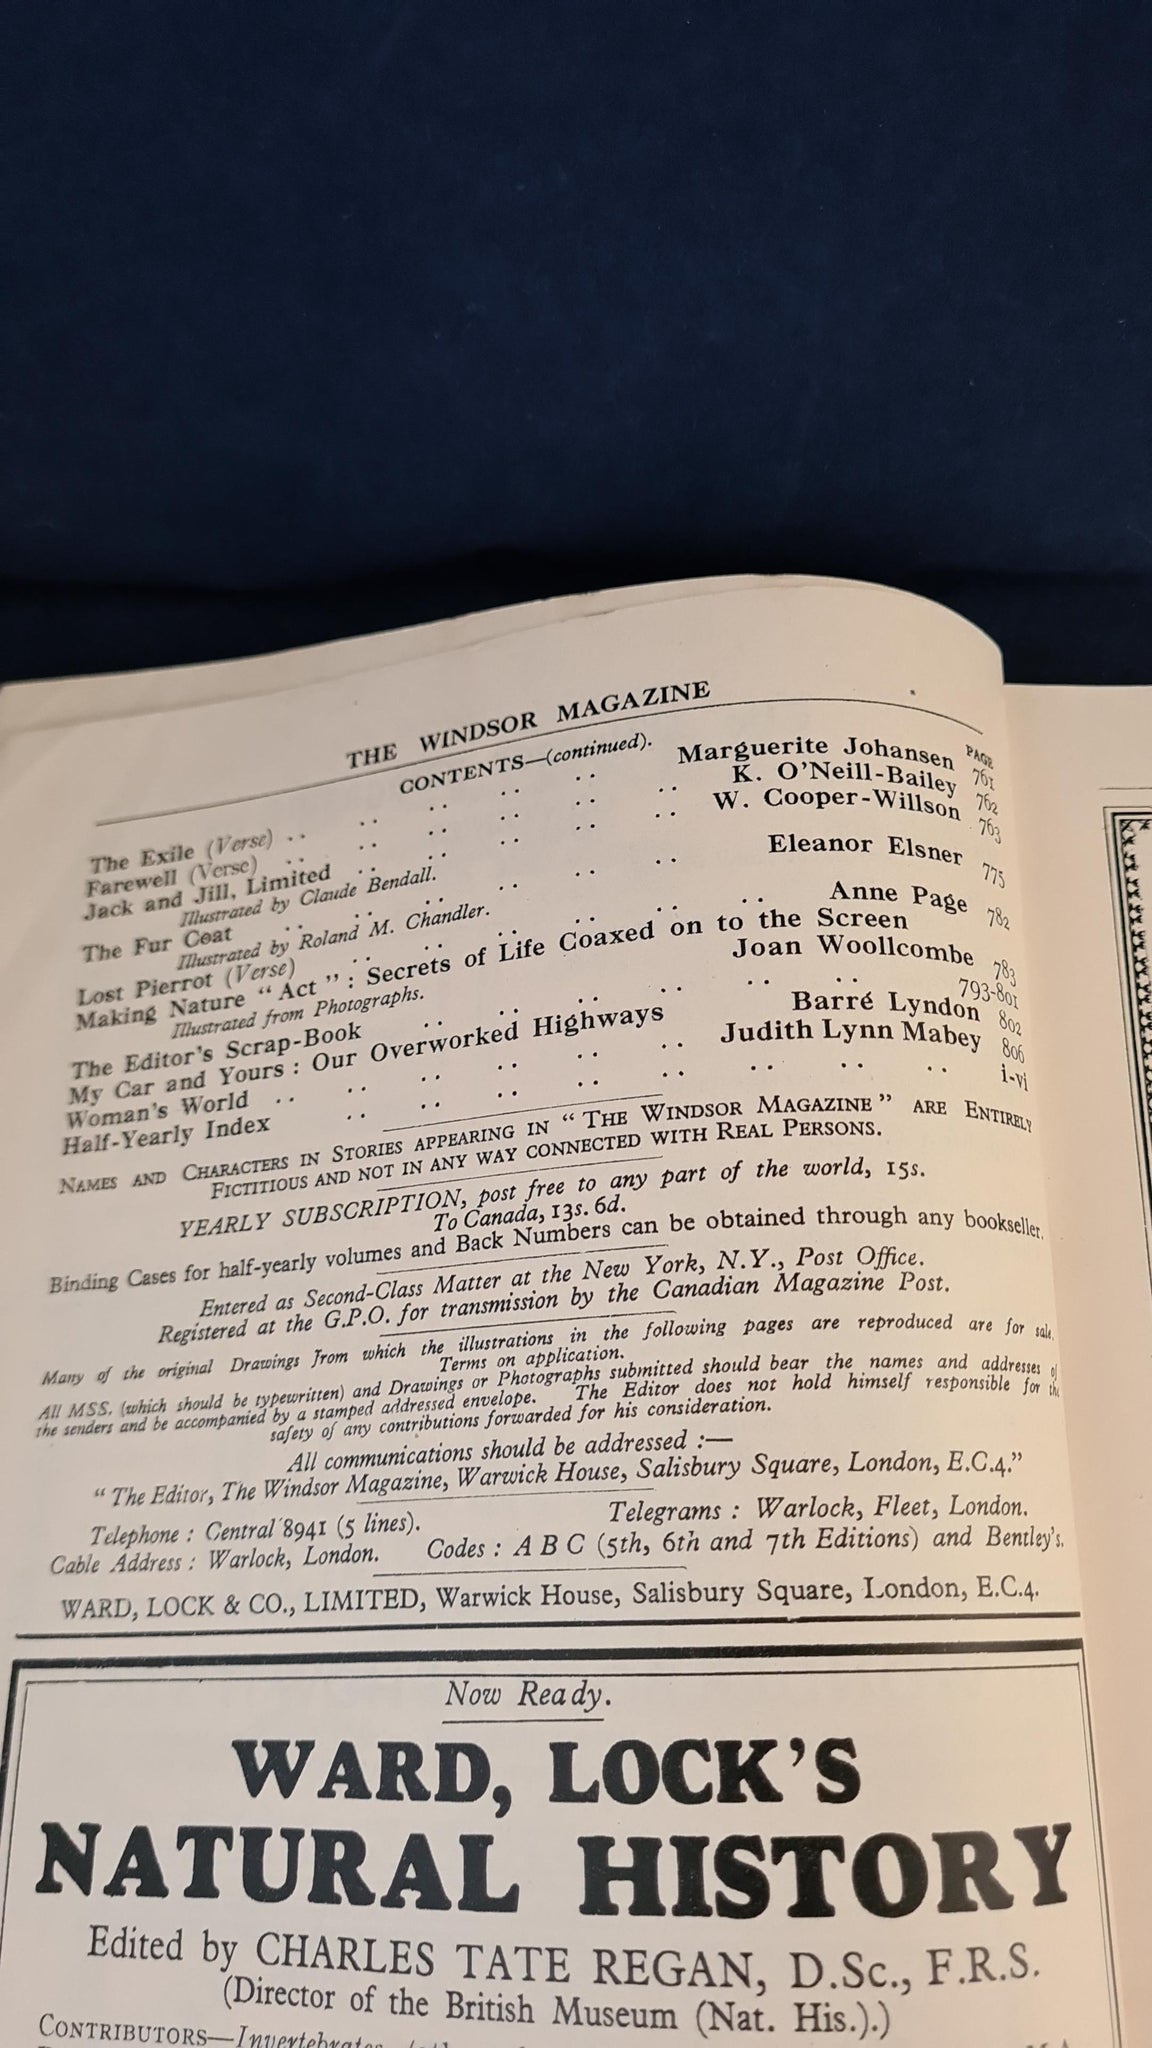 THE WINDSOR MAGAZINE
CONTENTS—(continued).
PAGE
The Exile (Verse) .. .. .. .. .. Marguerite Johansen 761
Farewell (Verse) .. .. .. .. .. K. O'Neill-Bailey 762
Jack and Jill, Limited .. .. .. .. .. W. Cooper-Willson 763
Illustrated by Claude Bendall.
The Fur Coat .. .. .. .. .. .. Eleanor Elsner 775
Illustrated by Roland M. Chandler.
Lost Pierrot (Verse) .. .. .. .. .. Anne Page 782
Making Nature "Act": Secrets of Life Coaxed on to the Screen
Joan Woollcombe 783
Illustrated from Photographs.
The Editor's Scrap-Book .. .. .. .. .. .. 793-801
My Car and Yours: Our Overworked Highways Barré Lyndon 802
Woman's World .. .. .. .. .. .. Judith Lynn Mabey 806
Half-Yearly Index .. .. .. .. .. .. .. i-vi
NAMES AND CHARACTERS IN STORIES APPEARING IN "THE WINDSOR MAGAZINE" ARE ENTIRELY
FICTITIOUS AND NOT IN ANY WAY CONNECTED WITH REAL PERSONS.
YEARLY SUBSCRIPTION, post free to any part of the world, 15s.
To Canada, 13s. 6d.
Binding Cases for half-yearly volumes and Back Numbers can be obtained through any bookseller.
Entered as Second-Class Matter at the New York, N.Y., Post Office.
Registered at the G.P.O. for transmission by the Canadian Magazine Post.
Many of the original Drawings from which the illustrations in the following pages are reproduced are for sale.
Terms on application.
All MSS. (which should be typewritten) and Drawings or Photographs submitted should bear the names and addresses of
the senders and be accompanied by a stamped addressed envelope. The Editor does not hold himself responsible for the
safety of any contributions forwarded for his consideration.
All communications should be addressed :—
"The Editor, The Windsor Magazine, Warwick House, Salisbury Square, London, E.C.4."
Telephone : Central 8941 (5 lines). Telegrams : Warlock, Fleet, London.
Cable Address : Warlock, London. Codes : A B C (5th, 6th and 7th Editions) and Bentley's.
WARD, LOCK & CO., LIMITED, Warwick House, Salisbury Square, London, E.C.4.
Now Ready.
WARD, LOCK'S
NATURAL HISTORY
Edited by CHARLES TATE REGAN, D.Sc., F.R.S.
(Director of the British Museum (Nat. His.).)
CONTRIBUTORS—Invertebrates